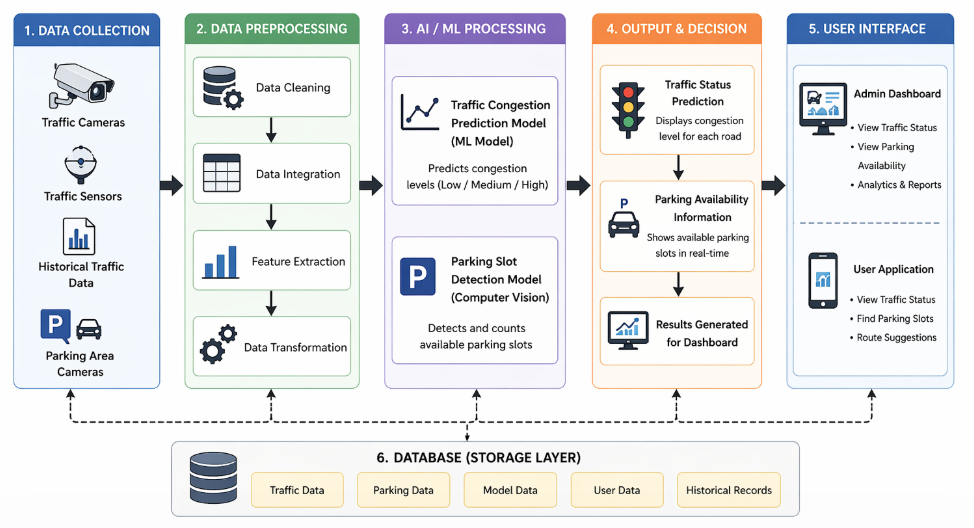 1. DATA COLLECTION
Traffic Cameras
Traffic Sensors
Historical Traffic
Data
P
Parking Area
Cameras
2. DATA PREPROCESSING
Data Cleaning
Data Integration
Feature Extraction
Data Transformation
3. AI / ML PROCESSING
Traffic Congestion
Prediction Model
(ML Model)
Predicts congestion
levels (Low / Medium / High)
P
Parking Slot
Detection Model
(Computer Vision)
Detects and counts
available parking slots
4. OUTPUT & DECISION
Traffic Status
Prediction
Displays congestion
level for each road
P
Parking Availability
Information
Shows available parking
slots in real-time
Results Generated
for Dashboard
5. USER INTERFACE
Admin Dashboard
• View Traffic Status
• View Parking
Availability
• Analytics & Reports
User Application
• View Traffic Status
• Find Parking Slots
• Route Suggestions
6. DATABASE (STORAGE LAYER)
Traffic Data
Parking Data
Model Data
User Data
Historical Records